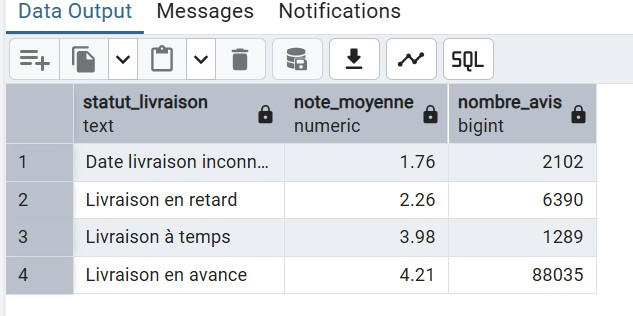 Data Output Messages Notifications
SQL
statut_livraison note_moyenne nombre_avis
text numeric bigint
1 Date livraison inconn... 1.76 2102
2 Livraison en retard 2.26 6390
3 Livraison à temps 3.98 1289
4 Livraison en avance 4.21 88035